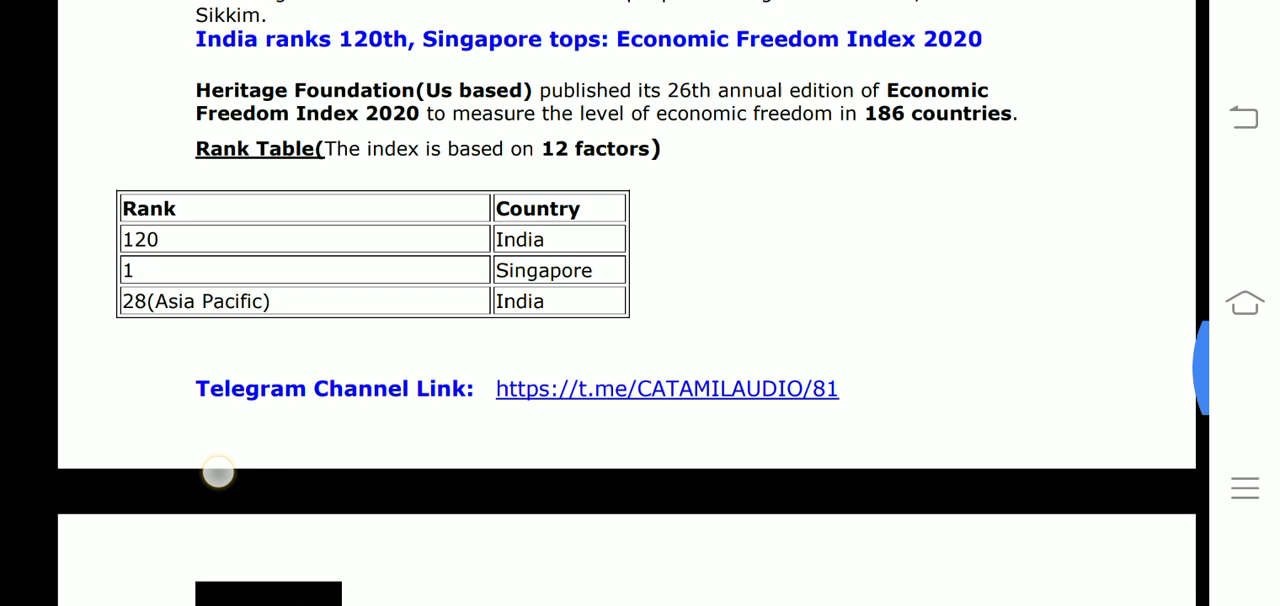 Sikkim.
India ranks 120th, Singapore tops: Economic Freedom Index 2020
Heritage Foundation(Us based) published its 26th annual edition of Economic
Freedom Index 2020 to measure the level of economic freedom in 186 countries.
Rank Table(The index is based on 12 factors)
Rank Country
120 India
1 Singapore
28(Asia Pacific) India
Telegram Channel Link: https://t.me/CATAMILAUDIO/81